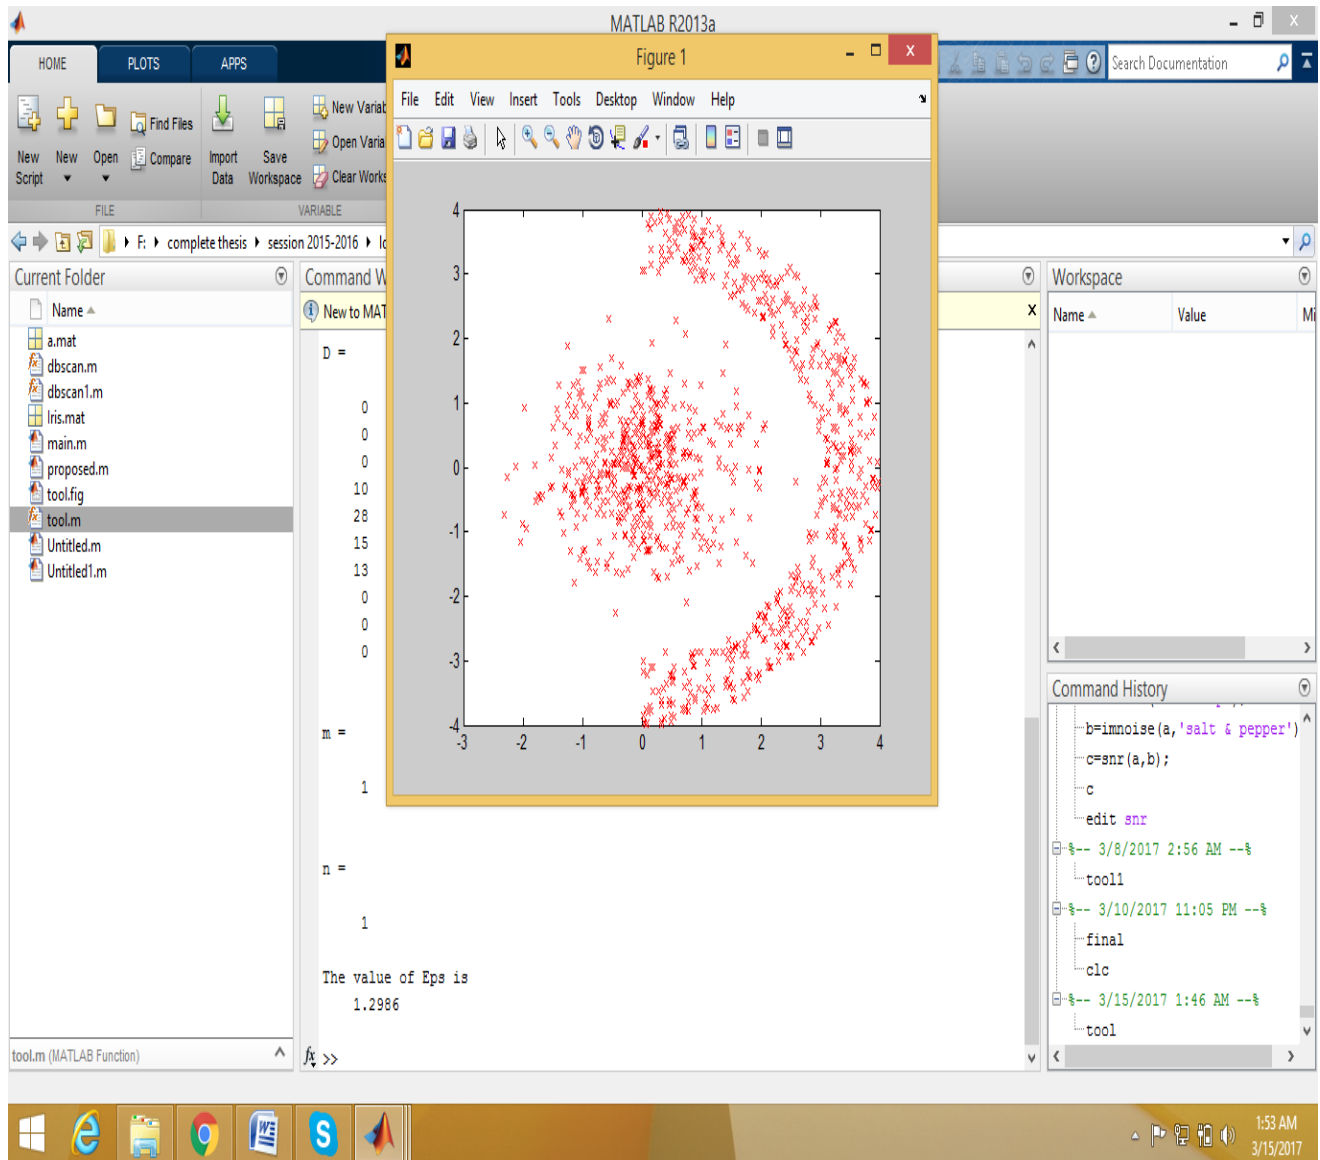 MATLAB R2013a
HOME PLOTS APPS
Search Documentation
New Script
New
Open
Find Files
Compare
Import Data
Save Workspace
New Variab
Open Varia
Clear Works
FILE
VARIABLE
F: complete thesis session 2015-2016
Current Folder
Name
a.mat
dbscan.m
dbscan1.m
Iris.mat
main.m
proposed.m
tool.fig
tool.m
Untitled.m
Untitled1.m
tool.m (MATLAB Function)
Command W
New to MAT
D =
0
0
0
10
28
15
13
0
0
0
m =
1
n =
1
The value of Eps is
1.2986
fx >>
Figure 1
File Edit View Insert Tools Desktop Window Help
4
3
2
1
0
-1
-2
-3
-4
-3 -2 -1 0 1 2 3 4
Workspace
Name Value Mi
Command History
b=imnoise(a,'salt & pepper')
c=snr(a,b);
c
edit snr
%-- 3/8/2017 2:56 AM --%
tool1
%-- 3/10/2017 11:05 PM --%
final
clc
%-- 3/15/2017 1:46 AM --%
tool
1:53 AM
3/15/2017